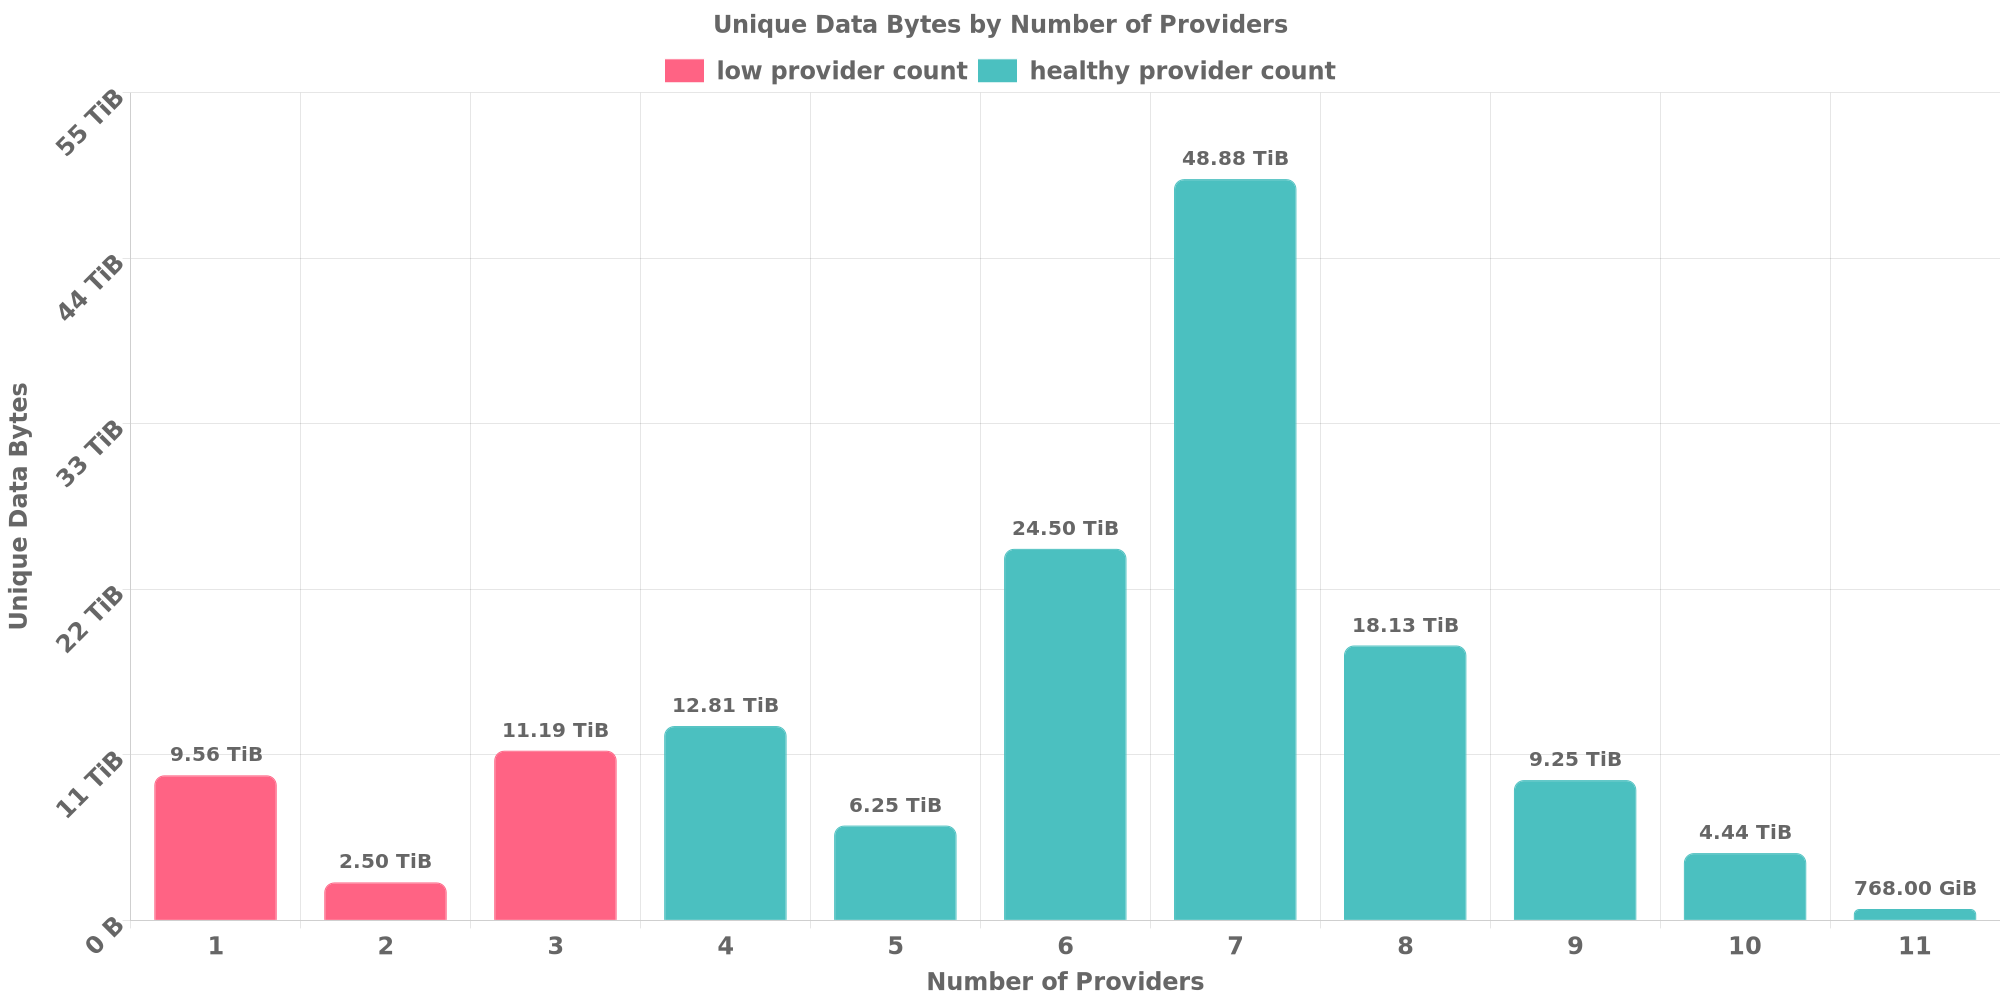 Unique Data Bytes by Number of Providers
low provider count healthy provider count
Unique Data Bytes
55 TiB
44 TiB
33 TiB
22 TiB
11 TiB
0 B
9.56 TiB
2.50 TiB
11.19 TiB
12.81 TiB
6.25 TiB
24.50 TiB
48.88 TiB
18.13 TiB
9.25 TiB
4.44 TiB
768.00 GiB
1 2 3 4 5 6 7 8 9 10 11
Number of Providers